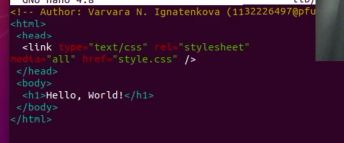 GNU nano 4.8
<!-- Author: Varvara N. Ignatenkova (1132226497@pfu
<html>
<head>
<link type="text/css" rel="stylesheet"
media="all" href="style.css" />
</head>
<body>
<h1>Hello, World!</h1>
</body>
</html>